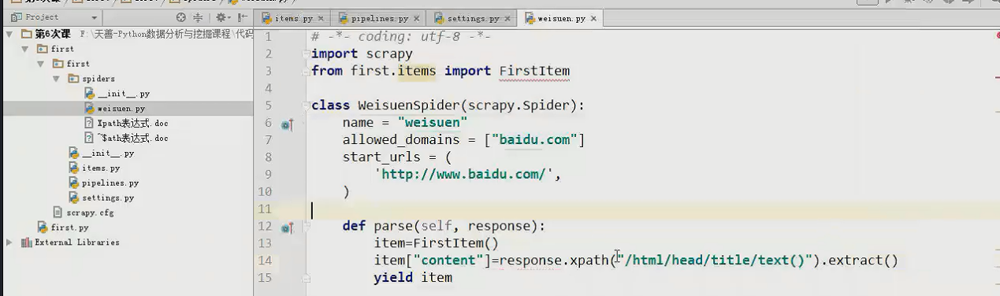 Project
第6次课 F:\天善-Python数据分析与挖掘课程\代码
first
first
spiders
__init__.py
weisuen.py
Xpath表达式.doc
~$ath表达式.doc
__init__.py
items.py
pipelines.py
settings.py
scrapy.cfg
first.py
External Libraries
items.py × pipelines.py × settings.py × weisuen.py ×
1 # -*- coding: utf-8 -*-
2 import scrapy
3 from first.items import FirstItem
4
5 class WeisuenSpider(scrapy.Spider):
6 name = "weisuen"
7 allowed_domains = ["baidu.com"]
8 start_urls = (
9 'http://www.baidu.com/',
10 )
11
12 def parse(self, response):
13 item=FirstItem()
14 item["content"]=response.xpath("/html/head/title/text()").extract()
15 yield item